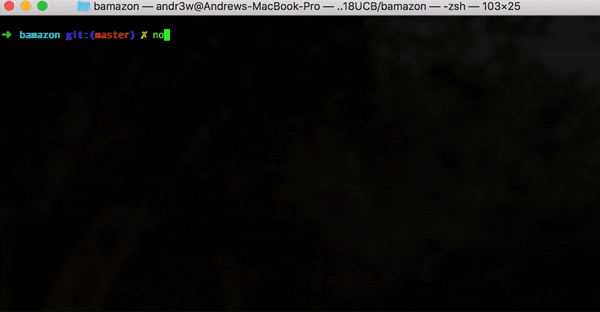 bamazon — andr3w@Andrews-MacBook-Pro — ..18UCB/bamazon — -zsh — 103×25
➜ bamazon git:(master) ✗ no